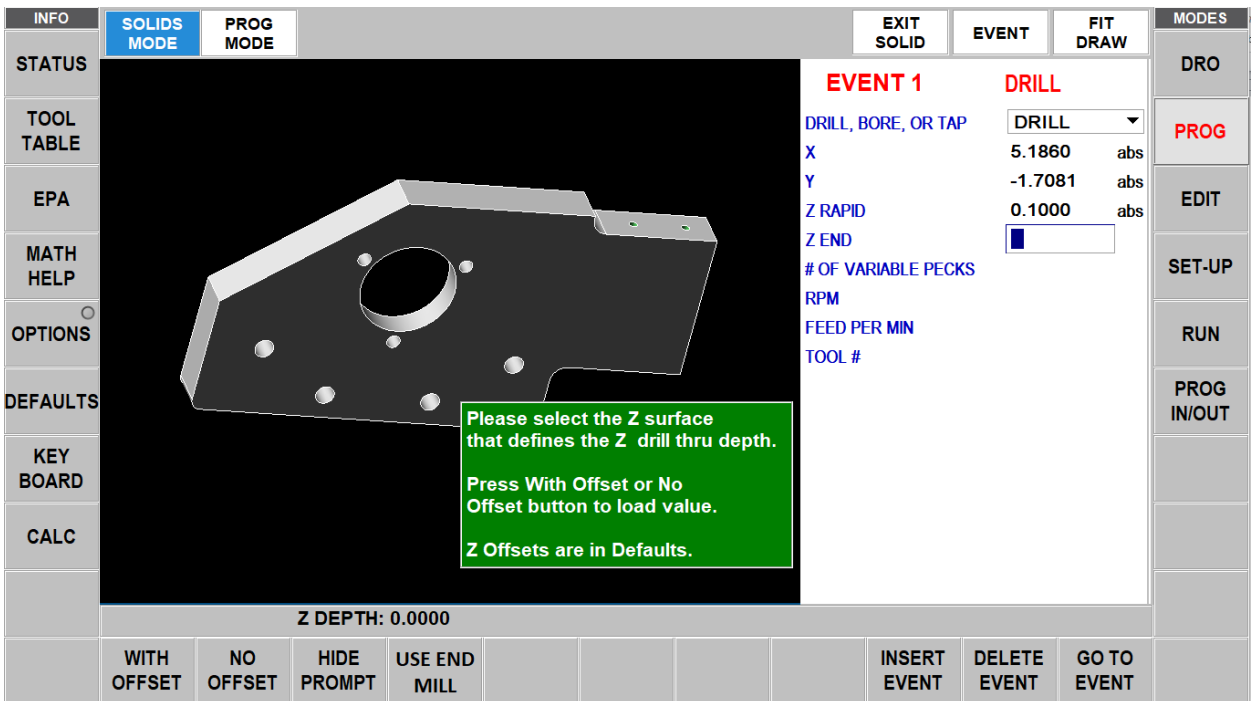 INFO
SOLIDS
MODE
PROG
MODE
EXIT
SOLID
EVENT
FIT
DRAW
MODES
STATUS
TOOL
TABLE
EPA
MATH
HELP
OPTIONS
DEFAULTS
KEY
BOARD
CALC
EVENT 1 DRILL
DRILL, BORE, OR TAP DRILL
X 5.1860 abs
Y -1.7081 abs
Z RAPID 0.1000 abs
Z END
# OF VARIABLE PECKS
RPM
FEED PER MIN
TOOL #
Please select the Z surface
that defines the Z drill thru depth.
Press With Offset or No
Offset button to load value.
Z Offsets are in Defaults.
DRO
PROG
EDIT
SET-UP
RUN
PROG
IN/OUT
Z DEPTH: 0.0000
WITH
OFFSET
NO
OFFSET
HIDE
PROMPT
USE END
MILL
INSERT
EVENT
DELETE
EVENT
GO TO
EVENT